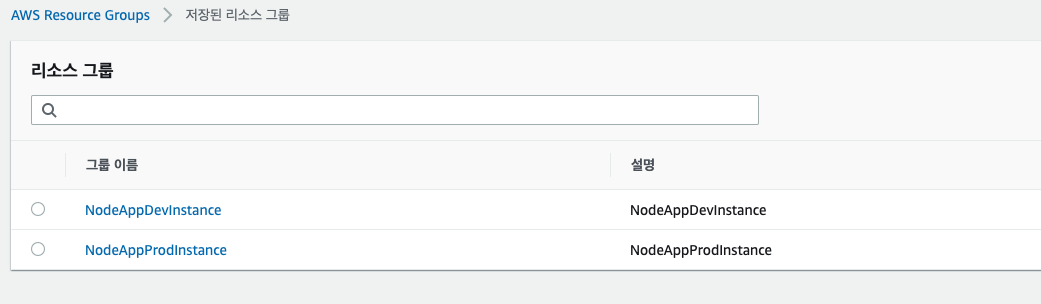 AWS Resource Groups > 저장된 리소스 그룹
리소스 그룹
그룹 이름 설명
NodeAppDevInstance NodeAppDevInstance
NodeAppProdInstance NodeAppProdInstance